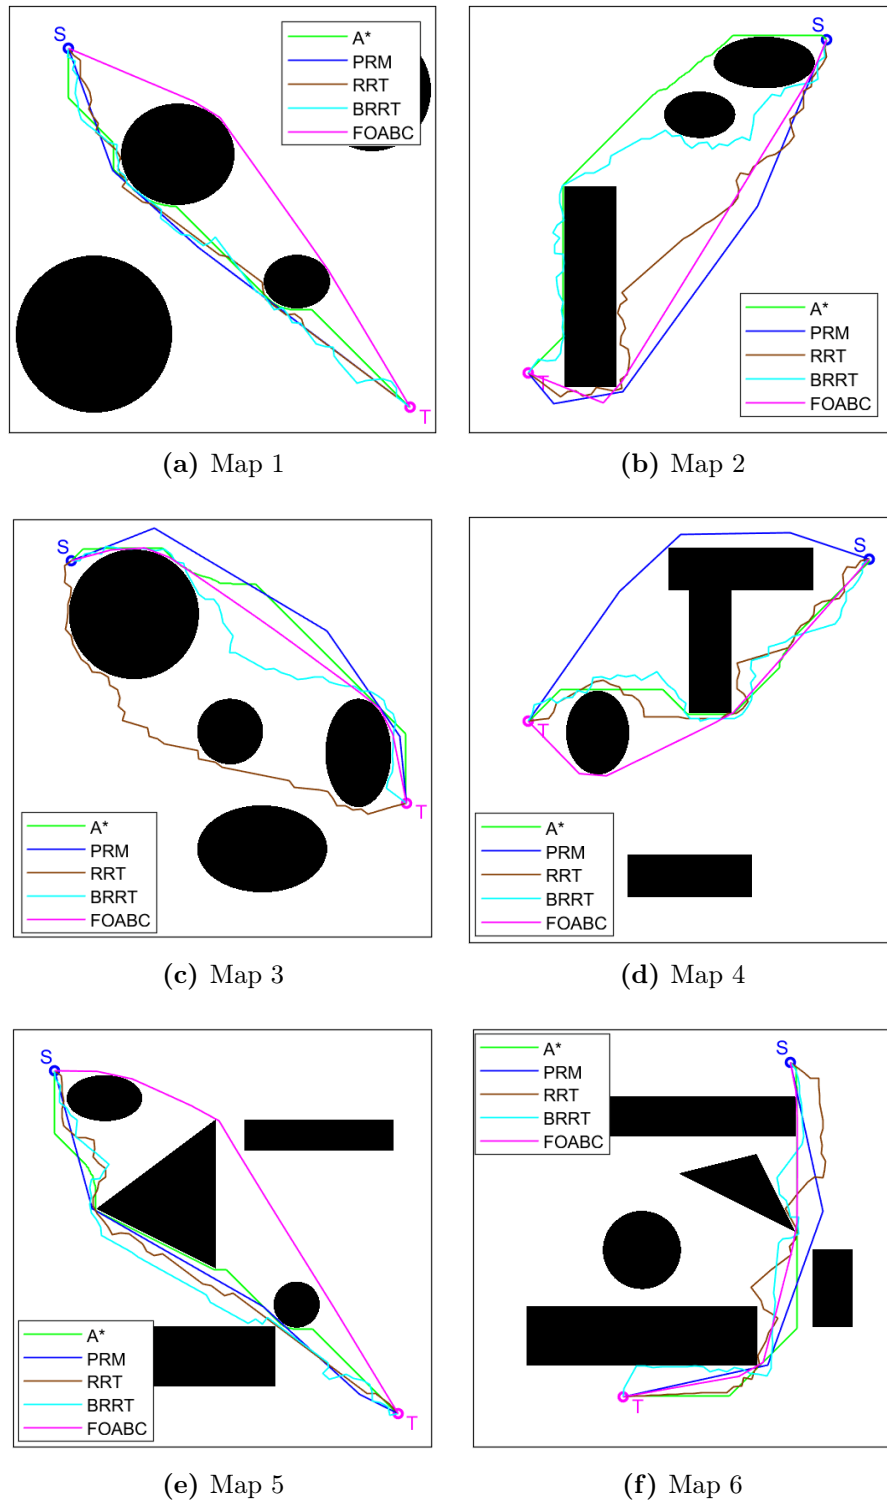 S
A*
PRM
RRT
BRRT
FOABC
T
(a) Map 1
S
T
A*
PRM
RRT
BRRT
FOABC
(b) Map 2
S
T
A*
PRM
RRT
BRRT
FOABC
(c) Map 3
S
T
A*
PRM
RRT
BRRT
FOABC
(d) Map 4
S
A*
PRM
RRT
BRRT
FOABC
T
(e) Map 5
A*
PRM
RRT
BRRT
FOABC
S
T
(f) Map 6